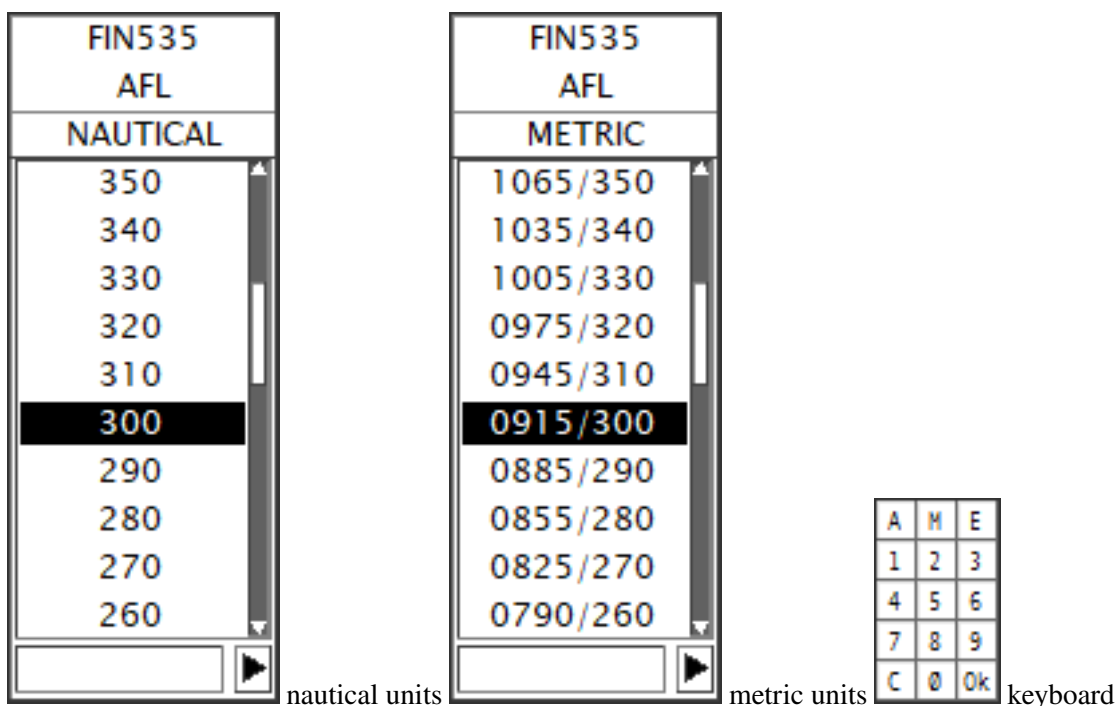 FIN535
AFL
NAUTICAL
350
340
330
320
310
300
290
280
270
260
nautical units
FIN535
AFL
METRIC
1065/350
1035/340
1005/330
0975/320
0945/310
0915/300
0885/290
0855/280
0825/270
0790/260
metric units
A M E
1 2 3
4 5 6
7 8 9
C Ø Ok
keyboard